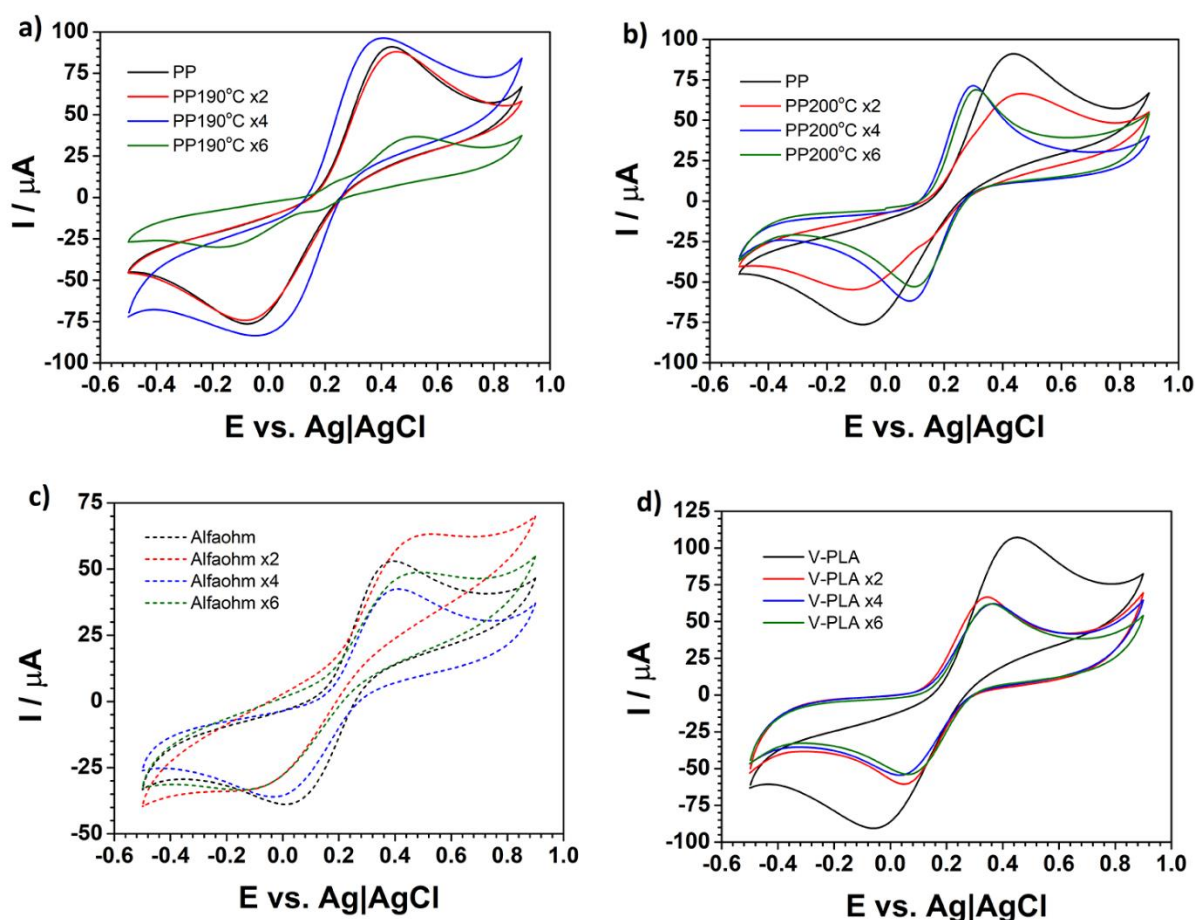 a)
100
75
50
25
0
-25
-50
-75
-100
I / μA
PP
PP190°C x2
PP190°C x4
PP190°C x6
-0.6 -0.4 -0.2 0.0 0.2 0.4 0.6 0.8 1.0
E vs. Ag|AgCl
b)
100
75
50
25
0
-25
-50
-75
-100
I / μA
PP
PP200°C x2
PP200°C x4
PP200°C x6
-0.6 -0.4 -0.2 0.0 0.2 0.4 0.6 0.8 1.0
E vs. Ag|AgCl
c)
75
50
25
0
-25
-50
I / μA
Alfaohm
Alfaohm x2
Alfaohm x4
Alfaohm x6
-0.6 -0.4 -0.2 0.0 0.2 0.4 0.6 0.8 1.0
E vs. Ag|AgCl
d)
125
100
75
50
25
0
-25
-50
-75
-100
I / μA
V-PLA
V-PLA x2
V-PLA x4
V-PLA x6
-0.6 -0.4 -0.2 0.0 0.2 0.4 0.6 0.8 1.0
E vs. Ag|AgCl